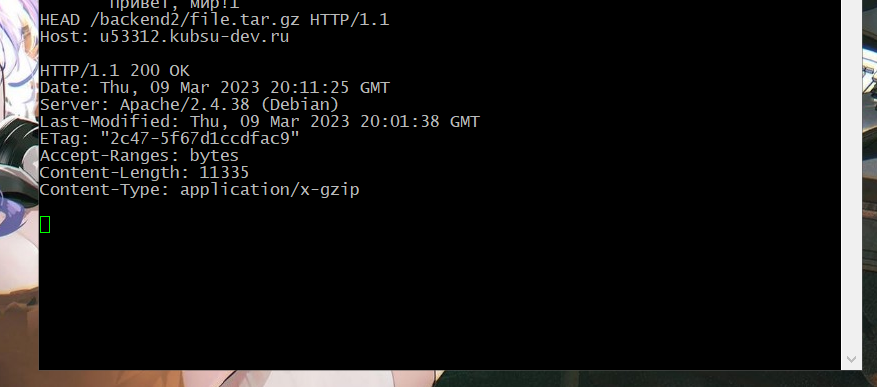 Привет, мир!1
HEAD /backend2/file.tar.gz HTTP/1.1
Host: u53312.kubsu-dev.ru
HTTP/1.1 200 OK
Date: Thu, 09 Mar 2023 20:11:25 GMT
Server: Apache/2.4.38 (Debian)
Last-Modified: Thu, 09 Mar 2023 20:01:38 GMT
ETag: "2c47-5f67d1ccdfac9"
Accept-Ranges: bytes
Content-Length: 11335
Content-Type: application/x-gzip